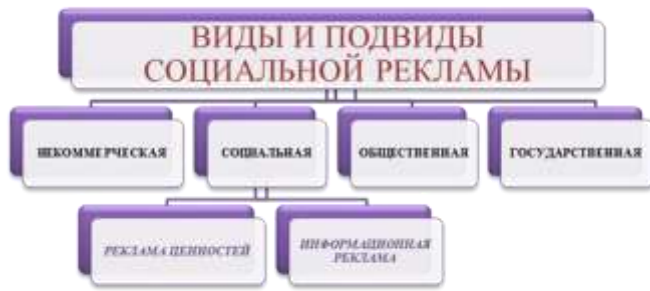 ВИДЫ И ПОДВИДЫ
СОЦИАЛЬНОЙ РЕКЛАМЫ
НЕКОММЕРЧЕСКАЯ
СОЦИАЛЬНАЯ
ОБЩЕСТВЕННАЯ
ГОСУДАРСТВЕННАЯ
РЕКЛАМА ЦЕННОСТЕЙ
ИНФОРМАЦИОННАЯ
РЕКЛАМА